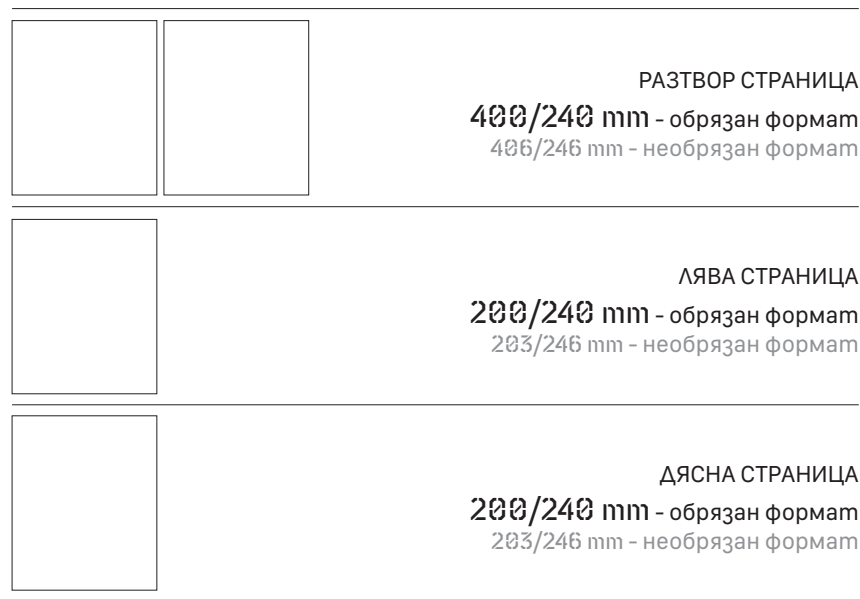 РАЗТВОР СТРАНИЦА
400/240 mm - обрязан формат
406/246 mm - необрязан формат
ЛЯВА СТРАНИЦА
200/240 mm - обрязан формат
203/246 mm - необрязан формат
ДЯСНА СТРАНИЦА
200/240 mm - обрязан формат
203/246 mm - необрязан формат